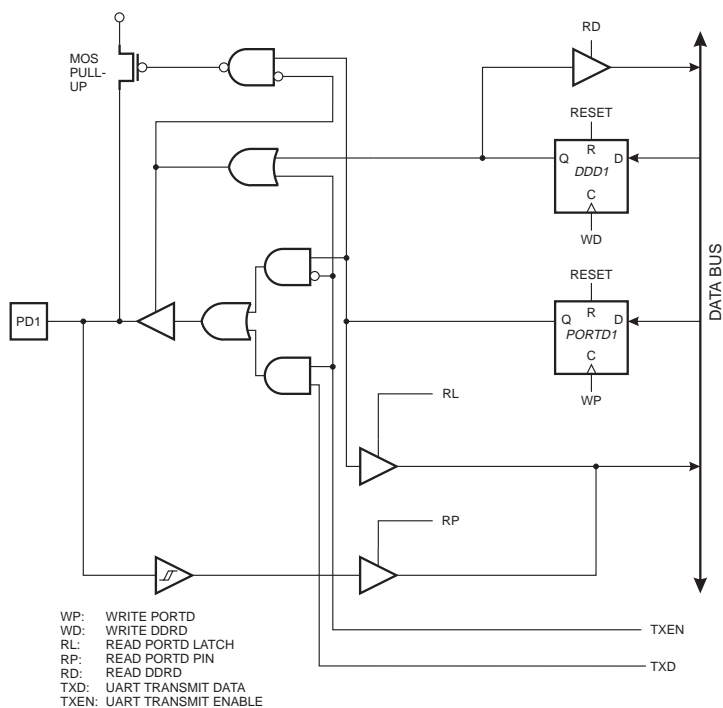 RD
MOS
PULL-
UP
RESET
R
Q
D
DDD1
C
WD
RESET
R
Q
D
PORTD1
C
WP
PD1
DATA BUS
RL
RP
WP: WRITE PORTD
WD: WRITE DDRD
RL: READ PORTD LATCH
RP: READ PORTD PIN
RD: READ DDRD
TXD: UART TRANSMIT DATA
TXEN: UART TRANSMIT ENABLE
TXEN
TXD